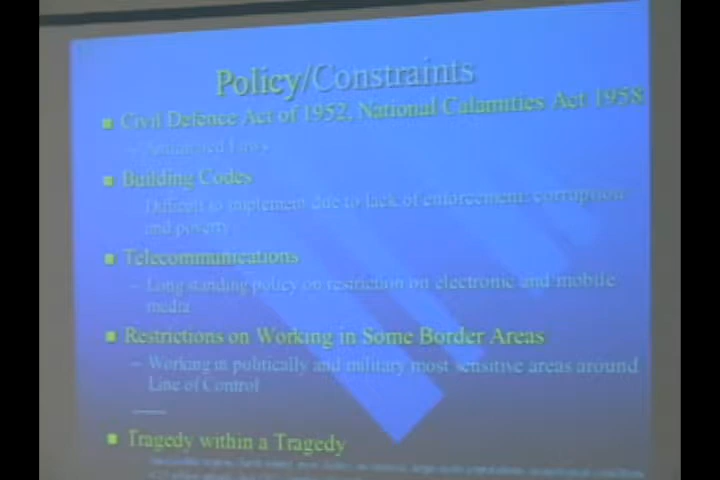 Policy/Constraints
Civil Defence Act of 1952, National Calamities Act 1958
– Antiquated Laws
Building Codes
Difficult to implement due to lack of enforcement: corruption
and poverty
Telecommunications
– Long standing policy on restriction on electronic and mobile
media
Restrictions on Working in Some Border Areas
– Working in politically and military most sensitive areas around
Line of Control
Tragedy within a Tragedy